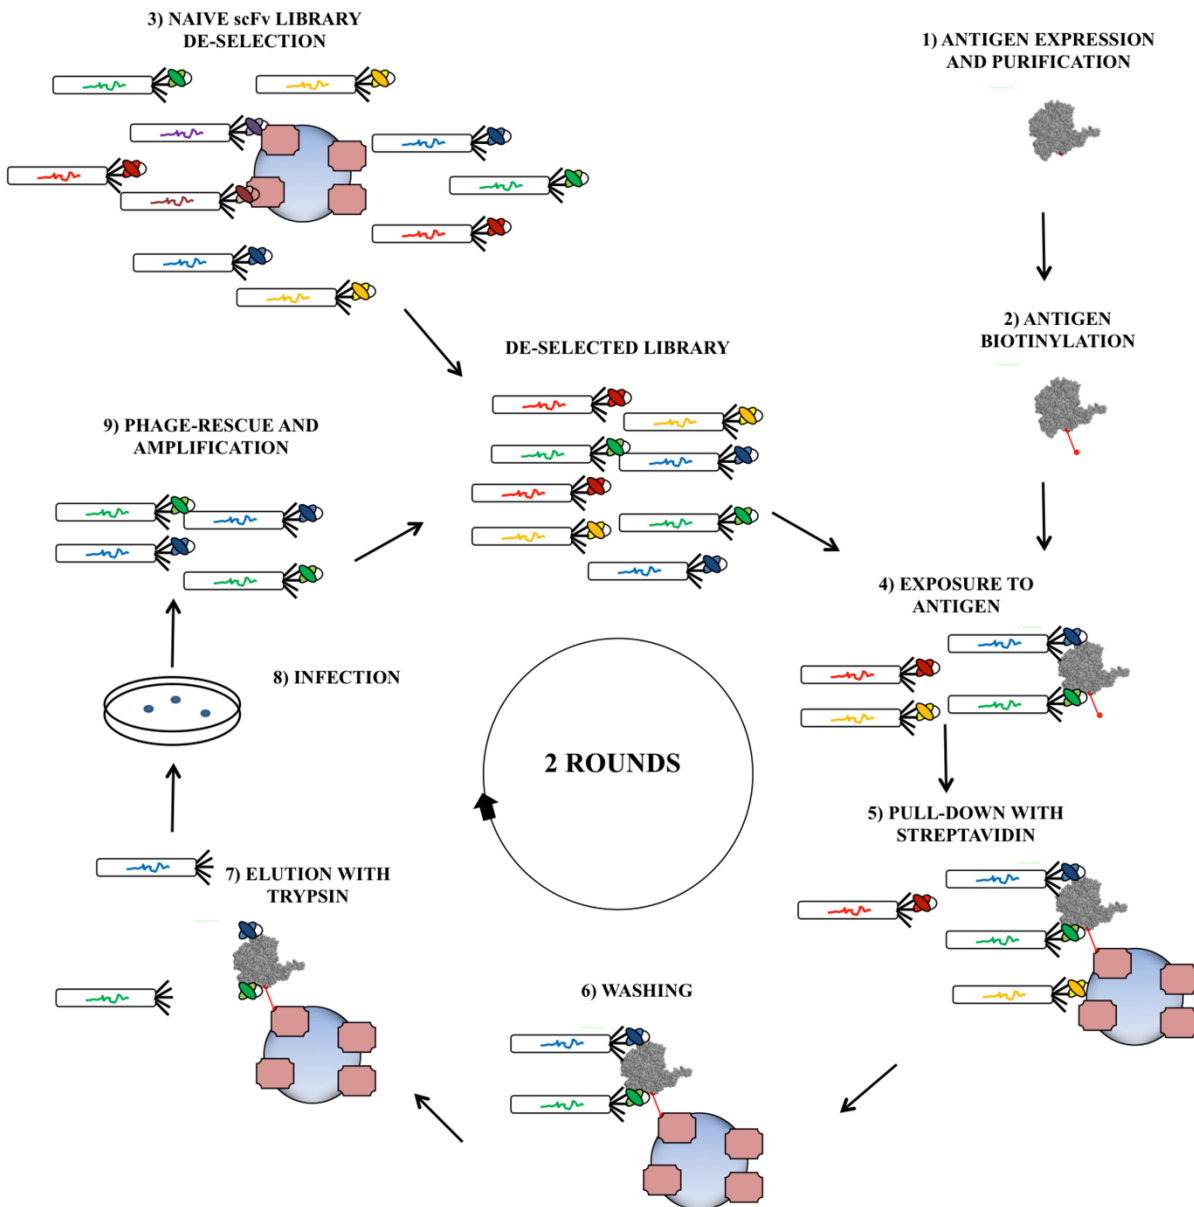 3) NAIVE scFv LIBRARY
DE-SELECTION
1) ANTIGEN EXPRESSION
AND PURIFICATION
2) ANTIGEN
BIOTINYLATION
DE-SELECTED LIBRARY
9) PHAGE-RESCUE AND
AMPLIFICATION
4) EXPOSURE TO
ANTIGEN
8) INFECTION
2 ROUNDS
5) PULL-DOWN WITH
STREPTAVIDIN
7) ELUTION WITH
TRYPSIN
6) WASHING